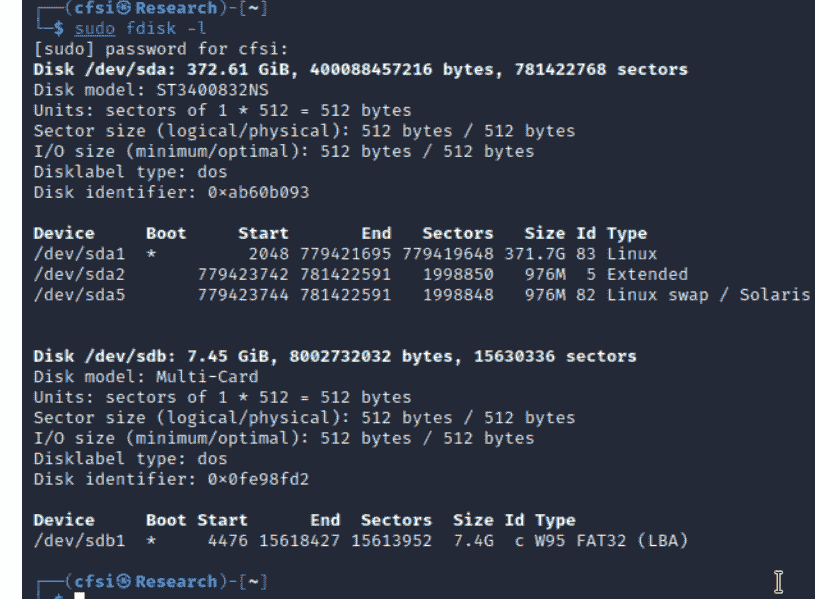 ┌──(cfsi㉿Research)-[~]
└─$ sudo fdisk -l
[sudo] password for cfsi:
Disk /dev/sda: 372.61 GiB, 400088457216 bytes, 781422768 sectors
Disk model: ST3400832NS
Units: sectors of 1 * 512 = 512 bytes
Sector size (logical/physical): 512 bytes / 512 bytes
I/O size (minimum/optimal): 512 bytes / 512 bytes
Disklabel type: dos
Disk identifier: 0×ab60b093
Device Boot Start End Sectors Size Id Type
/dev/sda1 * 2048 779421695 779419648 371.7G 83 Linux
/dev/sda2 779423742 781422591 1998850 976M 5 Extended
/dev/sda5 779423744 781422591 1998848 976M 82 Linux swap / Solaris
Disk /dev/sdb: 7.45 GiB, 8002732032 bytes, 15630336 sectors
Disk model: Multi-Card
Units: sectors of 1 * 512 = 512 bytes
Sector size (logical/physical): 512 bytes / 512 bytes
I/O size (minimum/optimal): 512 bytes / 512 bytes
Disklabel type: dos
Disk identifier: 0×0fe98fd2
Device Boot Start End Sectors Size Id Type
/dev/sdb1 * 4476 15618427 15613952 7.4G c W95 FAT32 (LBA)
┌──(cfsi㉿Research)-[~]
└─$